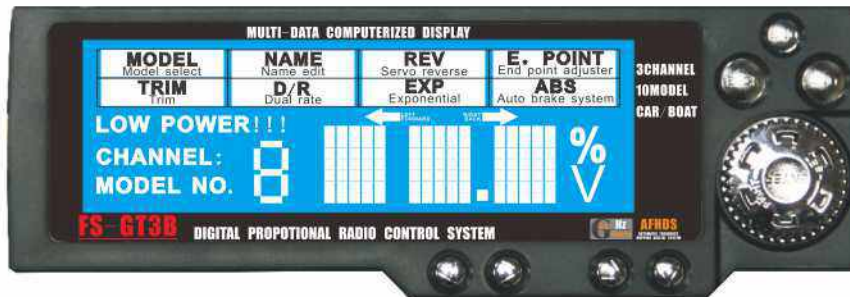 MULTI-DATA COMPUTERIZED DISPLAY
MODEL NAME REV E. POINT
Model select Name edit Servo reverse End point adjuster
TRIM D/R EXP ABS
Trim Dual rate Exponential Auto brake system
3CHANNEL
10MODEL
CAR/BOAT
LOW POWER!!!
CHANNEL:
MODEL NO.
8
%
V
FS-GT3B DIGITAL PROPOTIONAL RADIO CONTROL SYSTEM
Hz
AFHDS